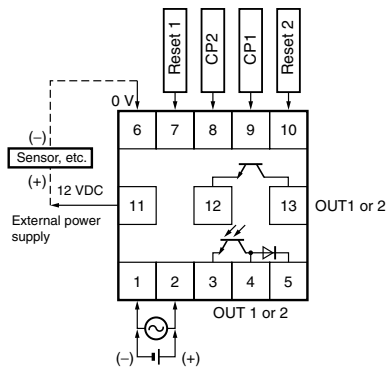 Reset 1
CP2
CP1
Reset 2
0 V
6 7 8 9 10
(−)
Sensor, etc.
(+)
12 VDC
11 12 13
OUT1 or 2
External power
supply
1 2 3 4 5
OUT 1 or 2
(−) (+)